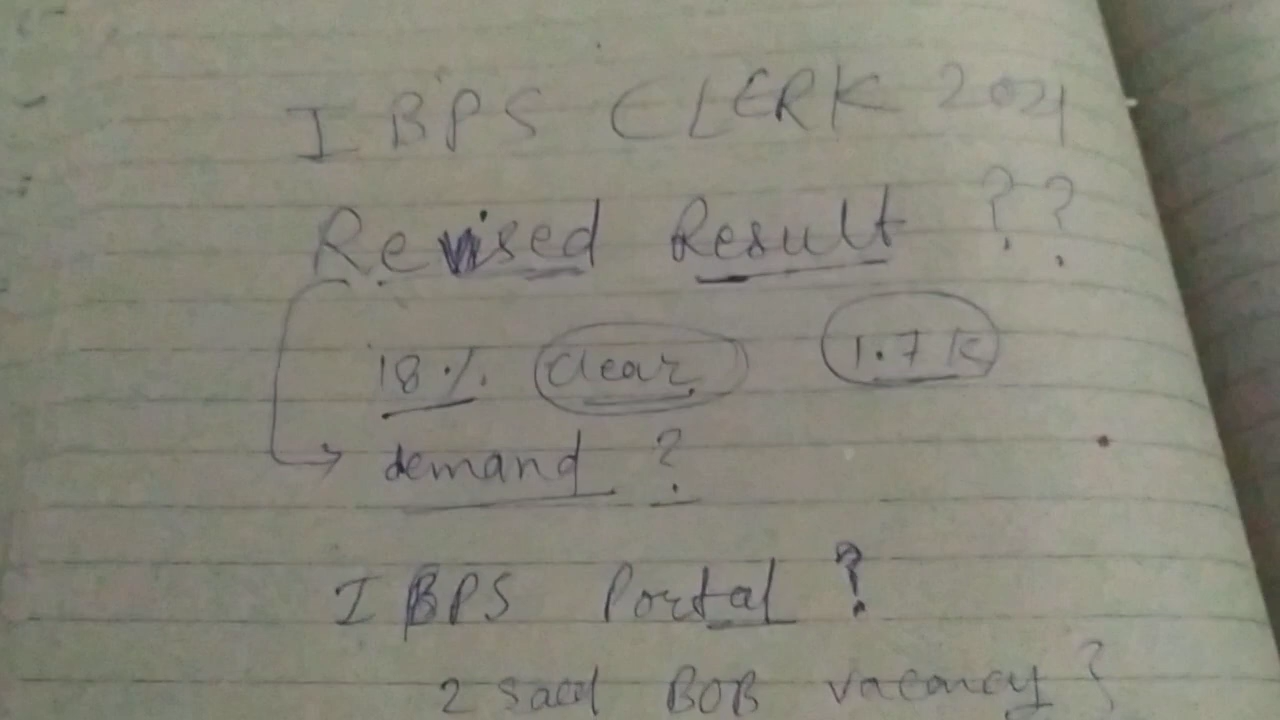 IBPS CLERK 2021
Revised Result ??
18% clear 1.7K
demand ?
IBPS Portal ?
2 saal BOB vacancy ?